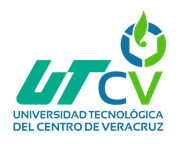 UTCV
UNIVERSIDAD TECNOLÓGICA
DEL CENTRO DE VERACRUZ